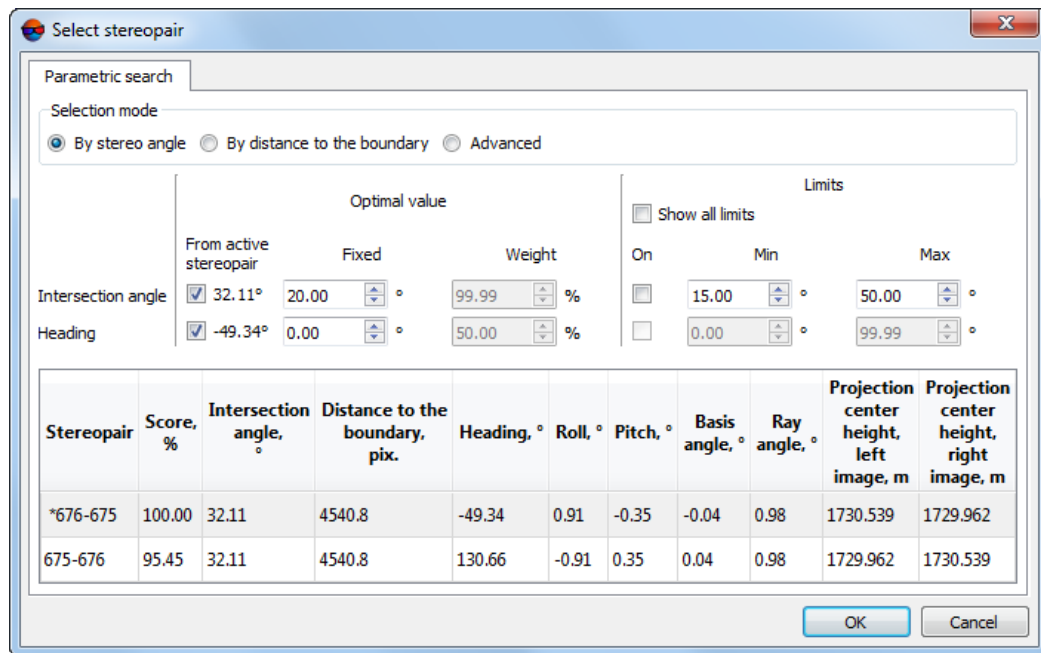 Select stereopair
Parametric search
Selection mode
By stereo angle By distance to the boundary Advanced
Optimal value
Limits
Show all limits
From active
stereopair
Fixed Weight On Min Max
Intersection angle 32.11° 20.00 ° 99.99 % 15.00 ° 50.00 °
Heading -49.34° 0.00 ° 50.00 % 0.00 ° 99.99 °
Stereopair Score,
%
Intersection
angle,
°
Distance to the
boundary,
pix.
Heading, ° Roll, ° Pitch, ° Basis
angle, °
Ray
angle, °
Projection
center
height,
left
image, m
Projection
center
height,
right
image, m
*676-675 100.00 32.11 4540.8 -49.34 0.91 -0.35 -0.04 0.98 1730.539 1729.962
675-676 95.45 32.11 4540.8 130.66 -0.91 0.35 0.04 0.98 1729.962 1730.539
OK Cancel